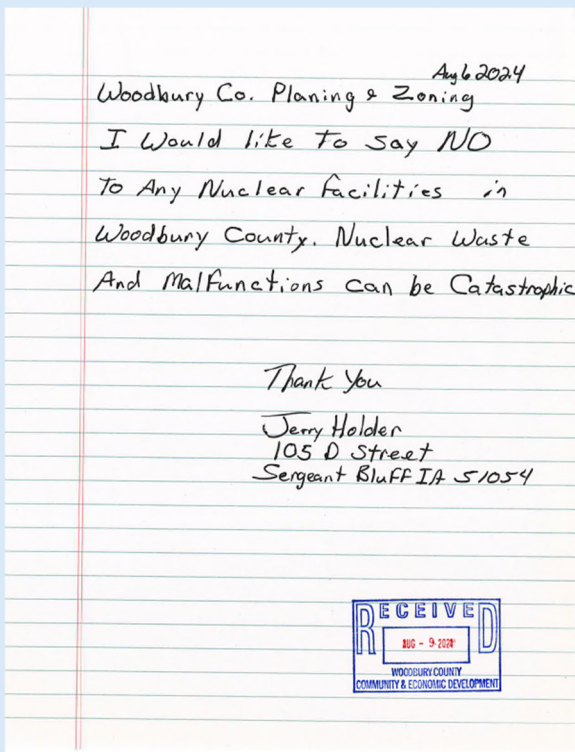 Aug 6 2024
Woodbury Co. Planing & Zoning
I Would like To Say NO
To Any Nuclear Facilities in
Woodbury County. Nuclear Waste
And Malfunctions can be Catastrophic
Thank You
Jerry Holder
105 D Street
Sergeant Bluff IA 51054
RECEIVED
AUG - 9 2024
WOODBURY COUNTY
COMMUNITY & ECONOMIC DEVELOPMENT